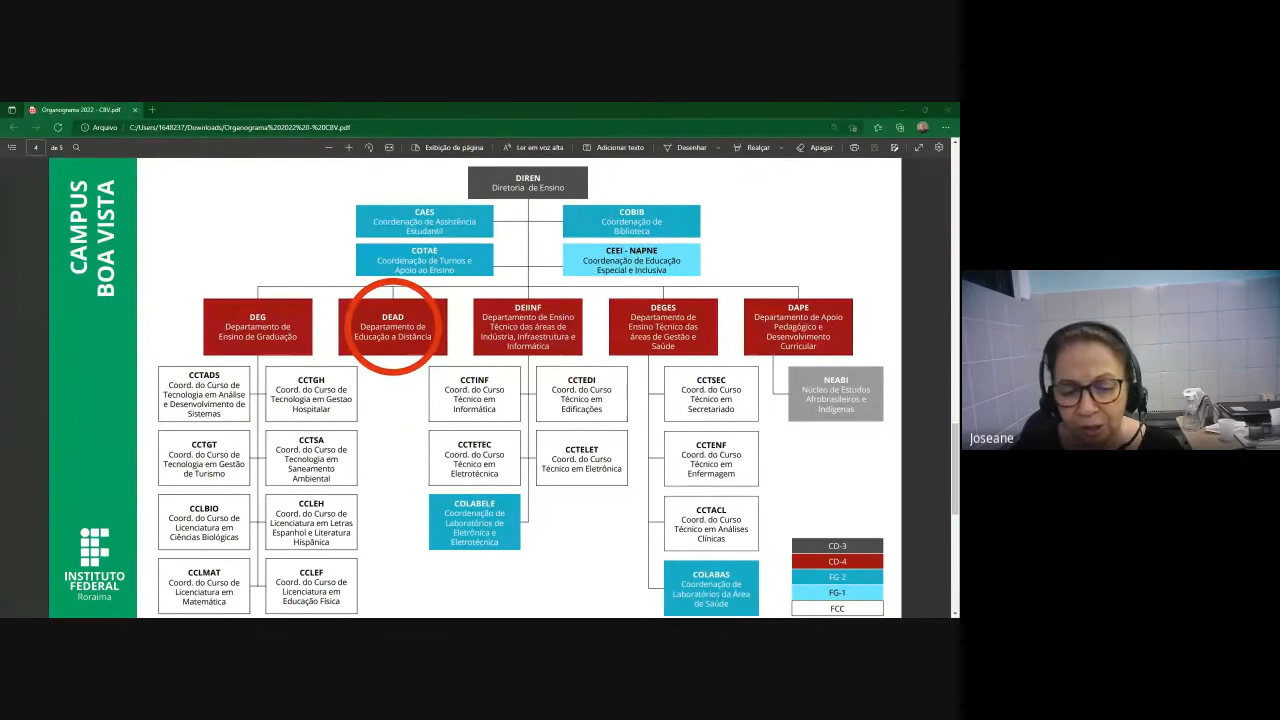 Organograma 2022 - CBV.pdf
Arquivo
C:/Users/1648237/Downloads/Organograma%202022%20-%20CBV.pdf
4
de 5
Exibição de página
Ler em voz alta
Adicionar texto
Desenhar
Realçar
Apagar
CAMPUS
BOA VISTA
INSTITUTO
FEDERAL
Roraima
DIREN
Diretoria de Ensino
CAES
Coordenação de Assistência
Estudantil
COBIB
Coordenação de
Biblioteca
COTAE
Coordenação de Turnos e
Apoio ao Ensino
CEEI - NAPNE
Coordenação de Educação
Especial e Inclusiva
DEG
Departamento de
Ensino de Graduação
DEAD
Departamento de
Educação a Distância
DEIINF
Departamento de Ensino
Técnico das áreas de
Indústria, Infraestrutura e
Informática
DEGES
Departamento de
Ensino Técnico das
áreas de Gestão e
Saúde
DAPE
Departamento de Apoio
Pedagógico e
Desenvolvimento
Curricular
CCTADS
Coord. do Curso de
Tecnologia em Análise
e Desenvolvimento de
Sistemas
CCTGH
Coord. do Curso de
Tecnologia em Gestao
Hospitalar
CCTGT
Coord. do Curso de
Tecnologia em Gestão
de Turismo
CCTSA
Coord. do Curso de
Tecnologia em
Saneamento
Ambiental
CCLBIO
Coord. do Curso de
Licenciatura em
Ciências Biológicas
CCLEH
Coord. do Curso de
Licenciatura em Letras
Espanhol e Literatura
Hispânica
CCLMAT
Coord. do Curso de
Licenciatura em
Matemática
CCLEF
Coord. do Curso de
Licenciatura em
Educação Física
CCTINF
Coord. do Curso
Técnico em
Informática
CCTEDI
Coord. do Curso
Técnico em
Edificações
CCTETEC
Coord. do Curso
Técnico em
Eletrotécnica
CCTELET
Coord. do Curso
Técnico em Eletrônica
COLABELE
Coordenação de
Laboratórios de
Eletrônica e
Eletrotécnica
CCTSEC
Coord. do Curso
Técnico em
Secretariado
CCTENF
Coord. do Curso
Técnico em
Enfermagem
CCTACL
Coord. do Curso
Técnico em Análises
Clínicas
COLABAS
Coordenação de
Laboratórios da Área
de Saúde
NEABI
Núcleo de Estudos
Afrobrasileiros e
Indígenas
CD-3
CD-4
FG-2
FG-1
FCC
Joseane